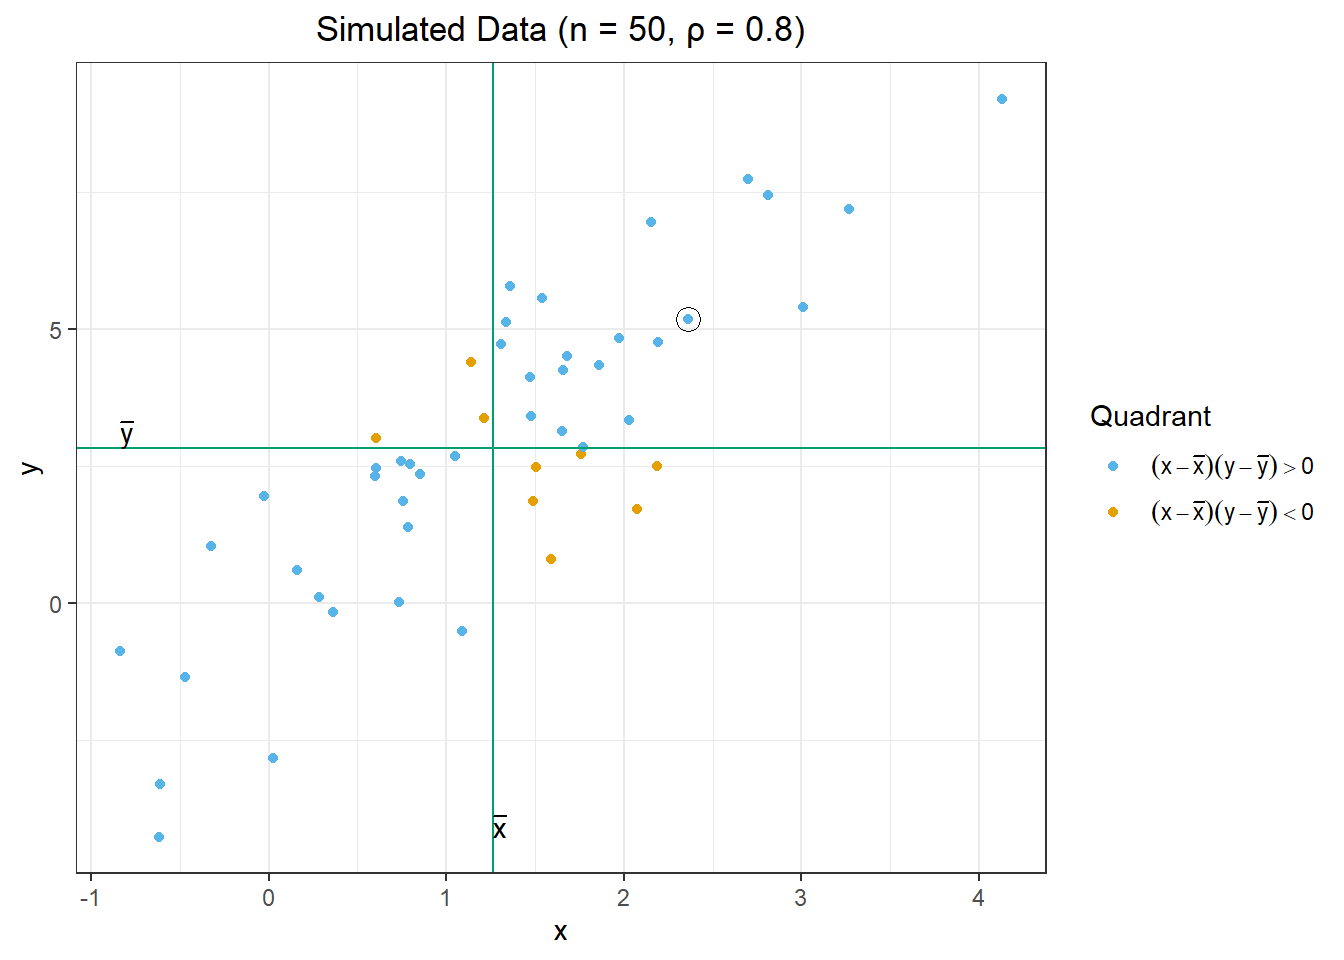 Simulated Data (n = 50, ρ = 0.8)
y
5
0
y̅
x̅
-1 0 1 2 3 4
x
Quadrant
(x − x̅)(y − y̅) > 0
(x − x̅)(y − y̅) < 0